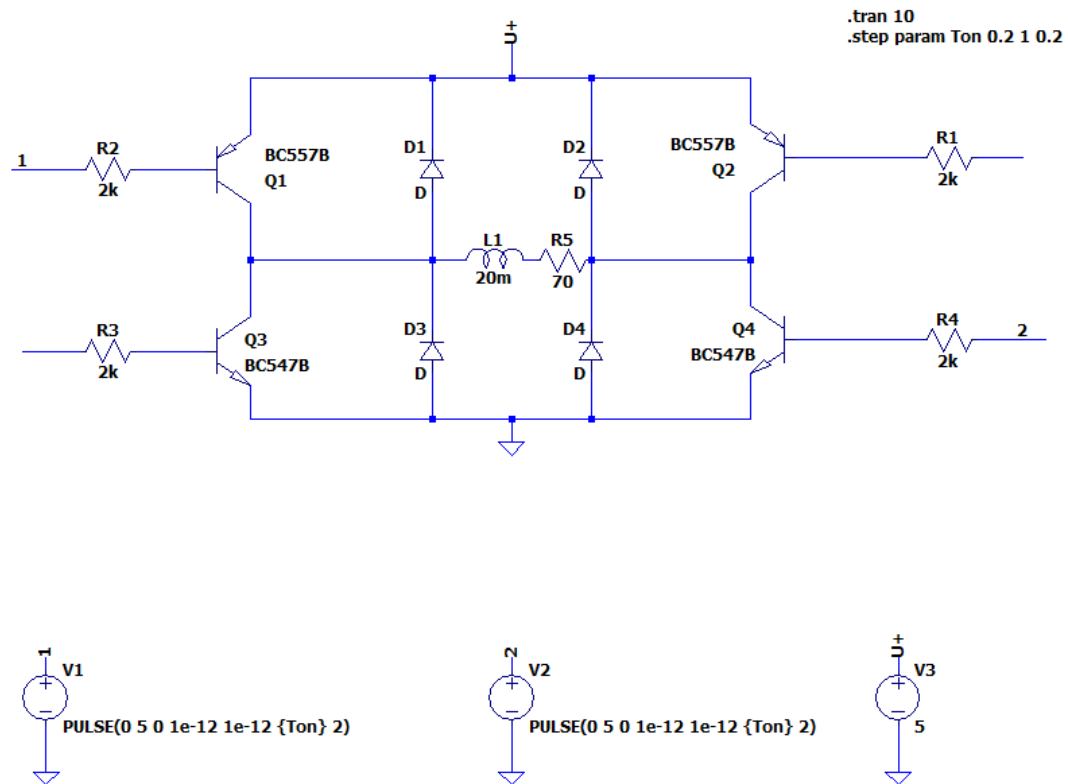 .tran 10
.step param Ton 0.2 1 0.2
U+
1
R2
2k
BC557B
Q1
D1
D
D2
D
BC557B
Q2
R1
2k
L1
20m
R5
70
R3
2k
Q3
BC547B
D3
D
D4
D
Q4
BC547B
R4
2k
2
1
V1
PULSE(0 5 0 1e-12 1e-12 {Ton} 2)
2
V2
PULSE(0 5 0 1e-12 1e-12 {Ton} 2)
U+
V3
5